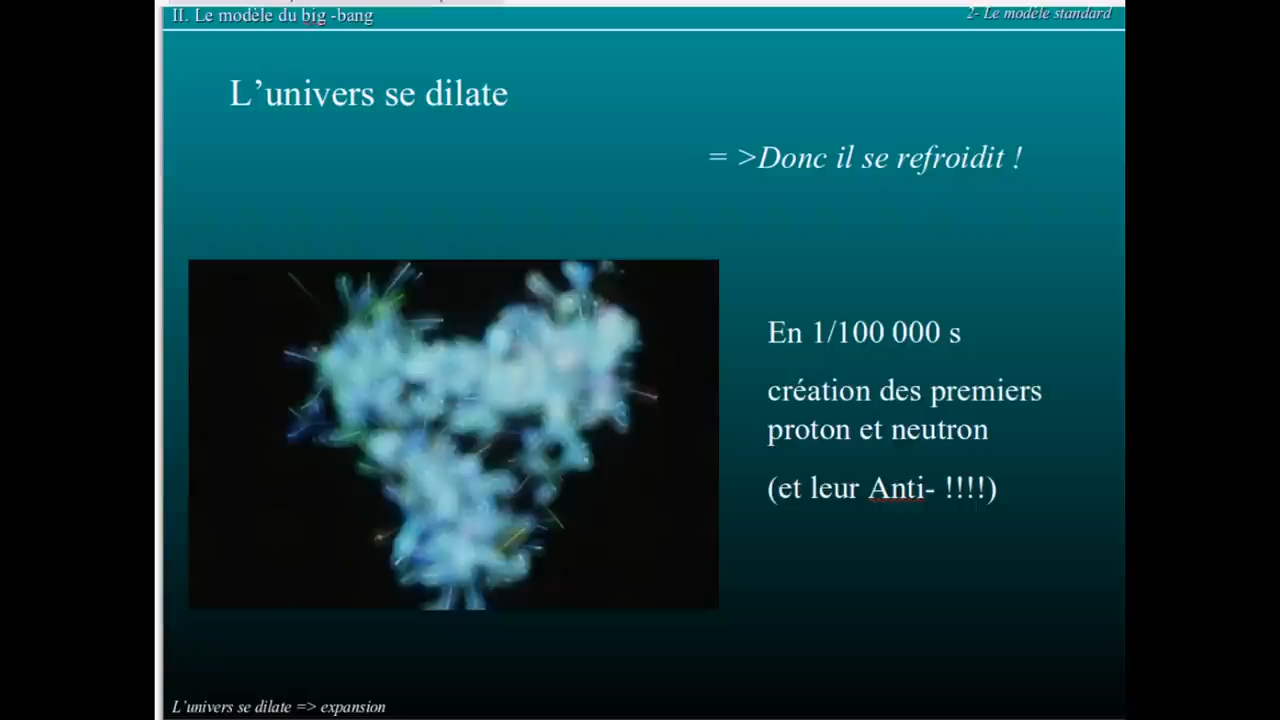 II. Le modèle du big -bang
2- Le modèle standard
L'univers se dilate
= >Donc il se refroidit !
En 1/100 000 s
création des premiers
proton et neutron
(et leur Anti- !!!!)
L'univers se dilate => expansion